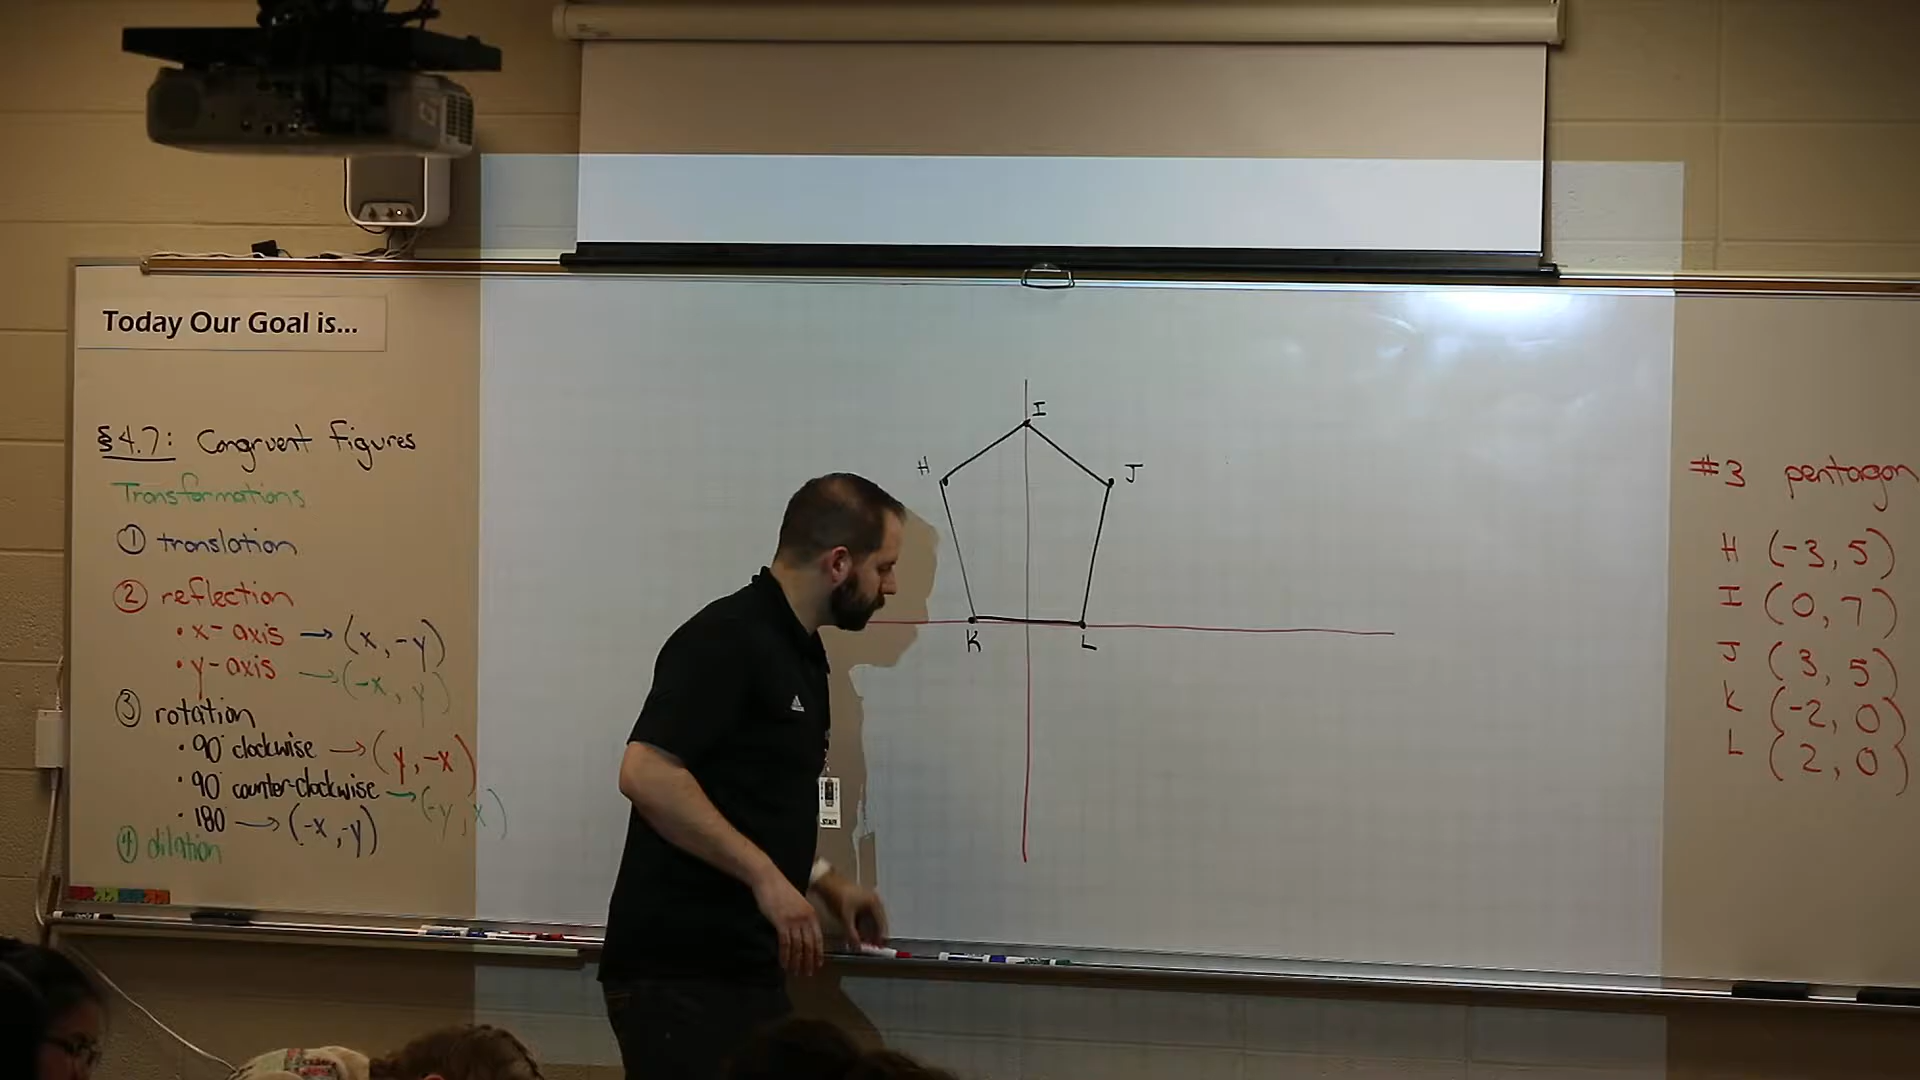 Today Our Goal is...
§4.7: Congruent Figures
Transformations
① translation
② reflection
• x-axis → (x, -y)
• y-axis → (-x, y)
③ rotation
• 90° clockwise → (y, -x)
• 90° counter-clockwise → (-y, x)
• 180° → (-x, -y)
④ dilation
I
H
J
K
L
STAFF
#3 pentagon
H (-3, 5)
I (0, 7)
J (3, 5)
K (-2, 0)
L (2, 0)